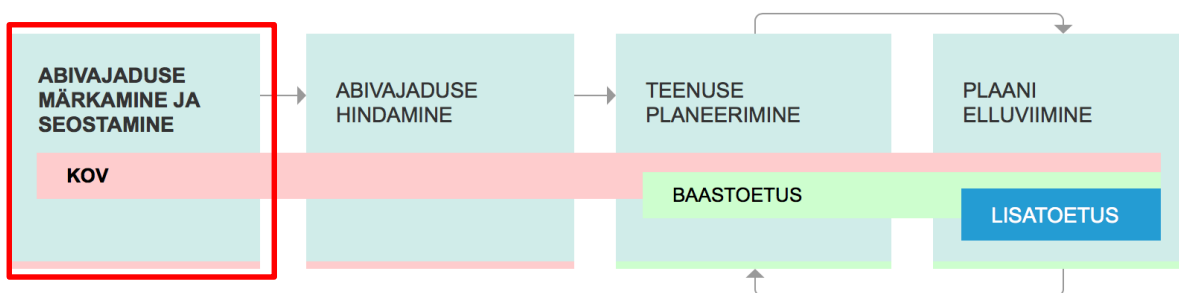 ABIVAJADUSE
MÄRKAMINE JA
SEOSTAMINE
ABIVAJADUSE
HINDAMINE
TEENUSE
PLANEERIMINE
PLAANI
ELLUVIIMINE
KOV
BAASTOETUS
LISATOETUS